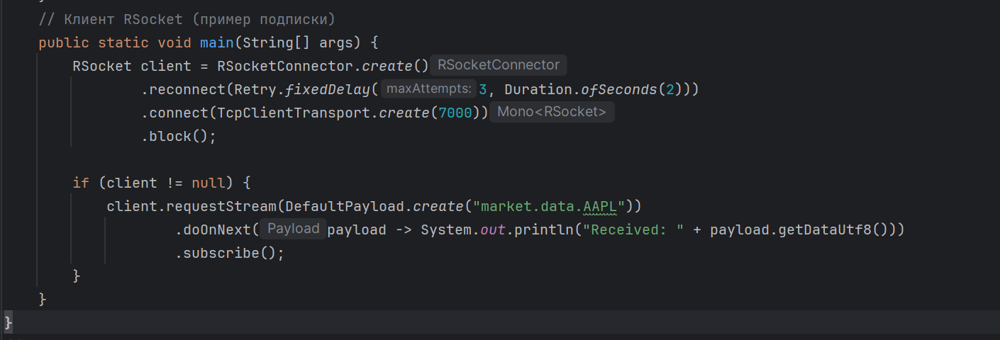 // Клиент RSocket (пример подписки)
public static void main(String[] args) {
RSocket client = RSocketConnector.create() RSocketConnector
.reconnect(Retry.fixedDelay( maxAttempts: 3, Duration.ofSeconds(2)))
.connect(TcpClientTransport.create(7000)) Mono<RSocket>
.block();
if (client != null) {
client.requestStream(DefaultPayload.create("market.data.AAPL"))
.doOnNext( Payload payload -> System.out.println("Received: " + payload.getDataUtf8()))
.subscribe();
}
}
}